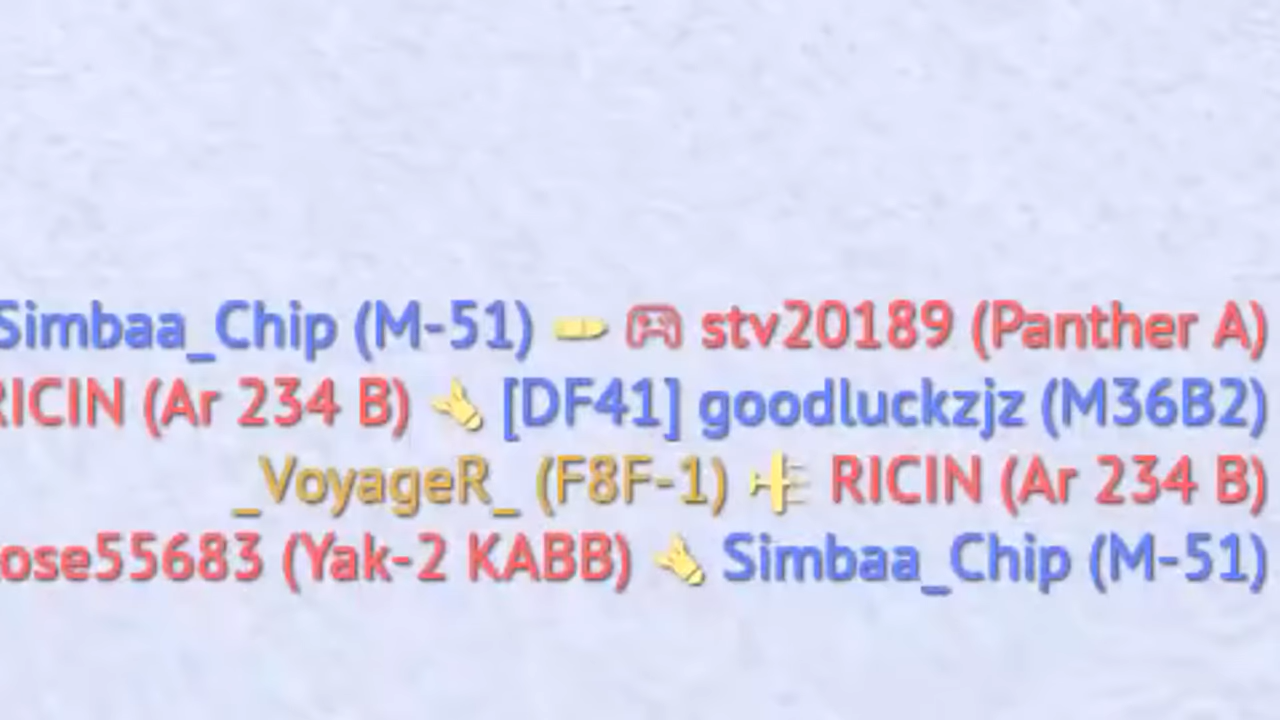 Simbaa_Chip (M-51) stv20189 (Panther A)
RICIN (Ar 234 B) [DF41] goodluckzjz (M36B2)
_VoyageR_ (F8F-1) RICIN (Ar 234 B)
ose55683 (Yak-2 KABB) Simbaa_Chip (M-51)